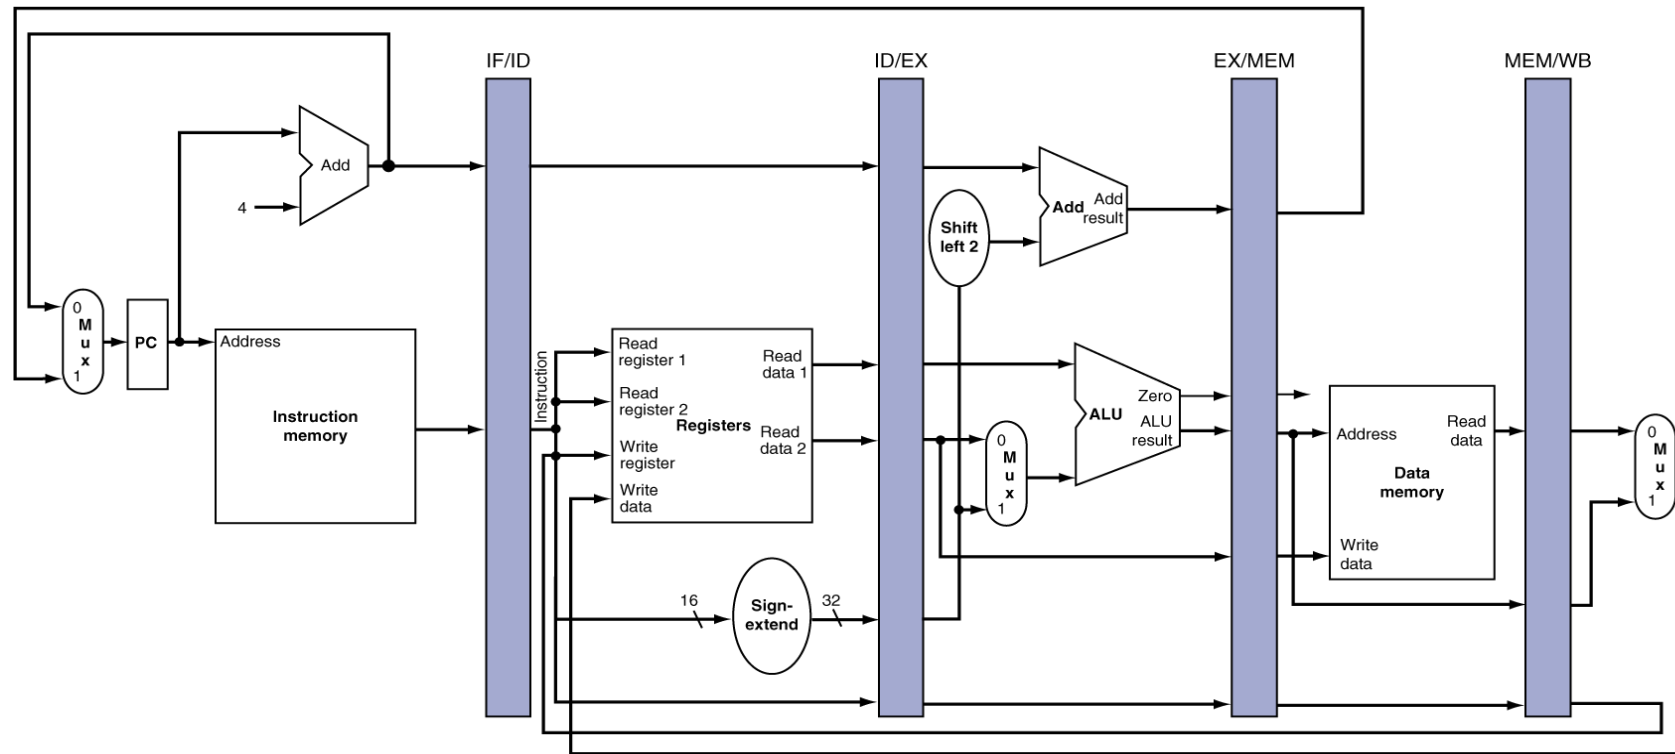 IF/ID
ID/EX
EX/MEM
MEM/WB
Add
4
0
M
u
x
1
PC
Address
Instruction
memory
Instruction
Read
register 1
Read
register 2
Write
register
Write
data
Registers
Read
data 1
Read
data 2
16
Sign-
extend
32
Shift
left 2
Add
Add
result
0
M
u
x
1
ALU
Zero
ALU
result
Address
Write
data
Data
memory
Read
data
0
M
u
x
1